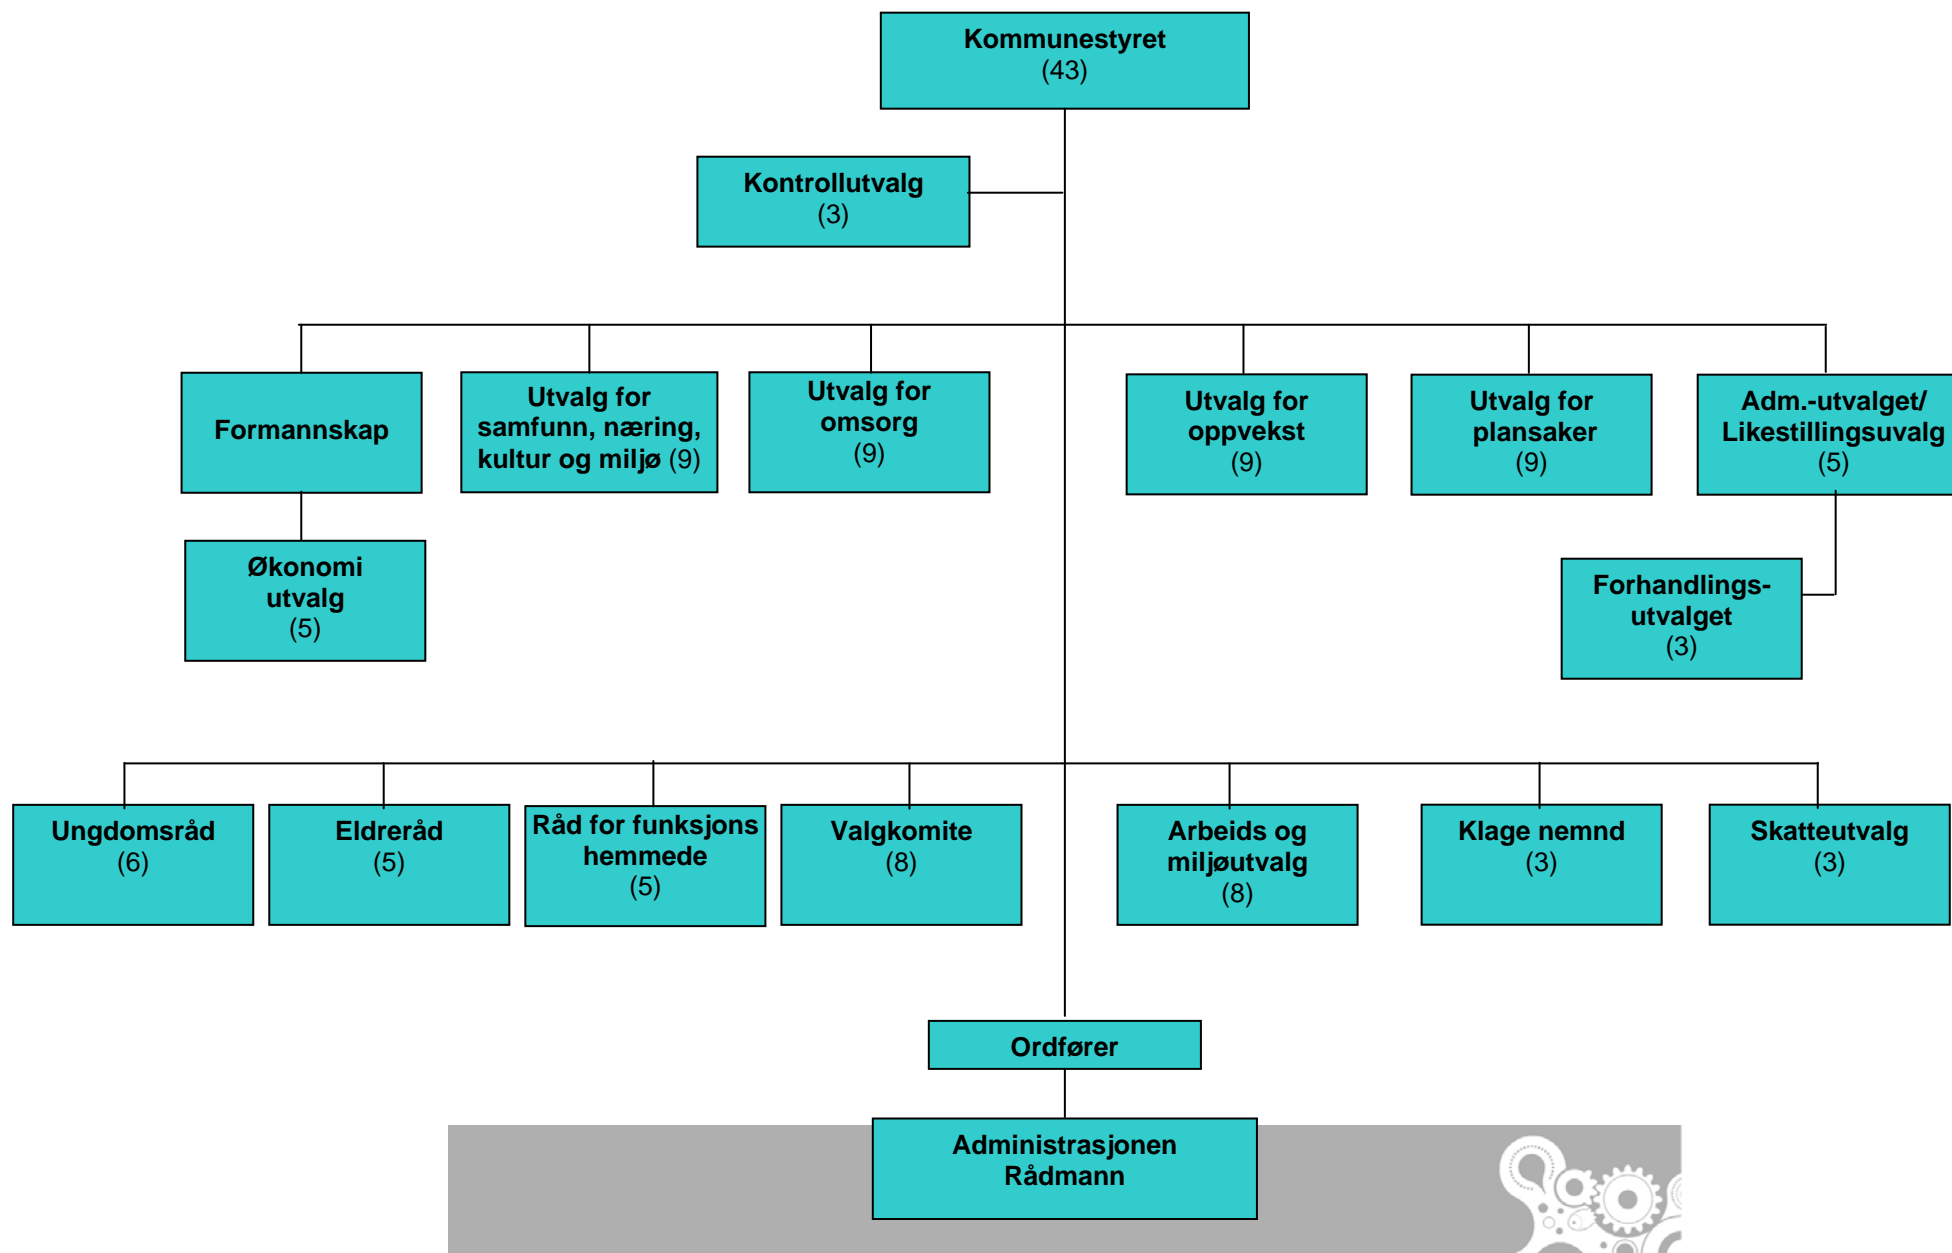 Kommunestyret
(43)
Kontrollutvalg
(3)
Formannskap
Utvalg for
samfunn, næring,
kultur og miljø (9)
Utvalg for
omsorg
(9)
Utvalg for
oppvekst
(9)
Utvalg for
plansaker
(9)
Adm.-utvalget/
Likestillingsuvalg
(5)
Økonomi
utvalg
(5)
Forhandlings-
utvalget
(3)
Ungdomsråd
(6)
Eldreråd
(5)
Råd for funksjons
hemmede
(5)
Valgkomite
(8)
Arbeids og
miljøutvalg
(8)
Klage nemnd
(3)
Skatteutvalg
(3)
Ordfører
Administrasjonen
Rådmann